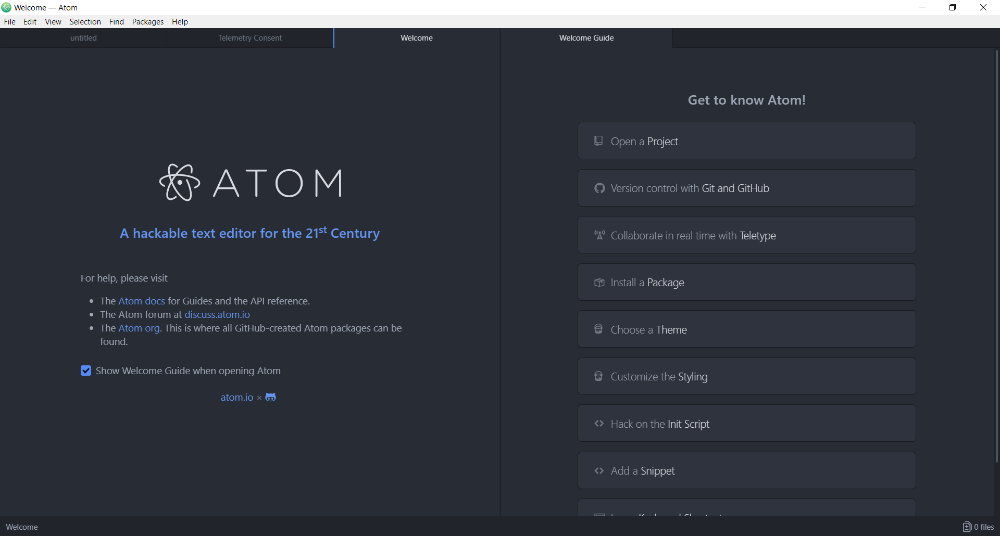 Welcome — Atom
File Edit View Selection Find Packages Help
untitled
Telemetry Consent
Welcome
Welcome Guide
ATOM
A hackable text editor for the 21st Century
For help, please visit
• The Atom docs for Guides and the API reference.
• The Atom forum at discuss.atom.io
• The Atom org. This is where all GitHub-created Atom packages can be
found.
Show Welcome Guide when opening Atom
atom.io ×
Get to know Atom!
Open a Project
Version control with Git and GitHub
Collaborate in real time with Teletype
Install a Package
Choose a Theme
Customize the Styling
Hack on the Init Script
Add a Snippet
Welcome
0 files